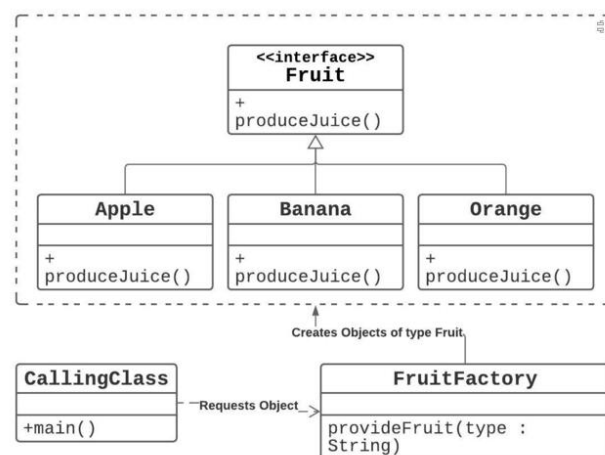 <<interface>>
Fruit
+
produceJuice()
Apple
+
produceJuice()
Banana
+
produceJuice()
Orange
+
produceJuice()
Creates Objects of type Fruit
CallingClass
+main()
Requests Object
FruitFactory
provideFruit(type :
String)